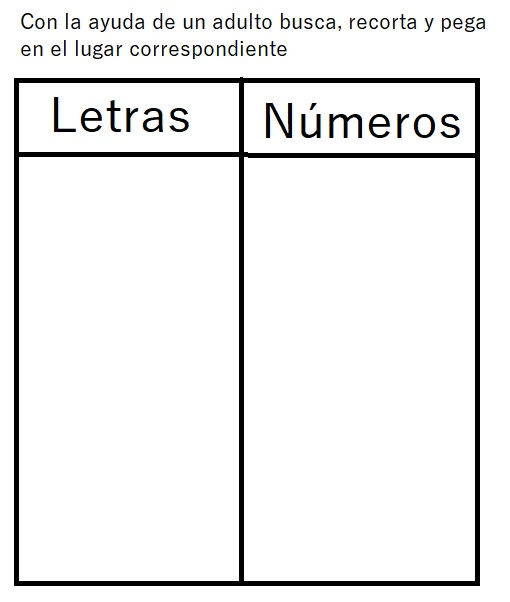 Con la ayuda de un adulto busca, recorta y pega
en el lugar correspondiente
Letras
Números